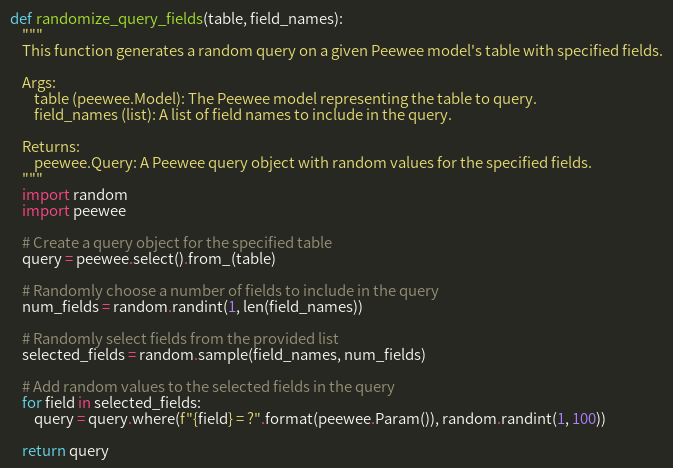 def randomize_query_fields(table, field_names):
    """
    This function generates a random query on a given Peewee model's table with specified fields.

    Args:
        table (peewee.Model): The Peewee model representing the table to query.
        field_names (list): A list of field names to include in the query.

    Returns:
        peewee.Query: A Peewee query object with random values for the specified fields.
    """
    import random
    import peewee

    # Create a query object for the specified table
    query = peewee.select().from_(table)

    # Randomly choose a number of fields to include in the query
    num_fields = random.randint(1, len(field_names))

    # Randomly select fields from the provided list
    selected_fields = random.sample(field_names, num_fields)

    # Add random values to the selected fields in the query
    for field in selected_fields:
        query = query.where(f"{field} = ?".format(peewee.Param()), random.randint(1, 100))

    return query